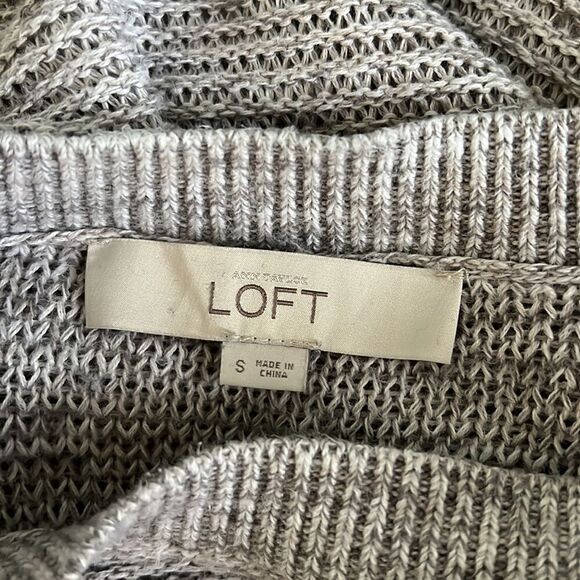 ANN TAYLOR
LOFT
S MADE IN
CHINA